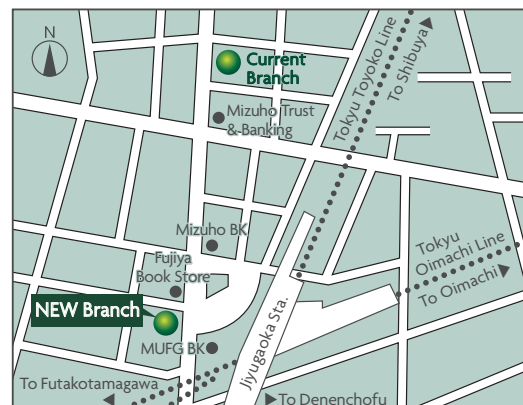 N
Current
Branch
Tokyu Toyoko Line
To Shibuya
Mizuho Trust
& Banking
Mizuho BK
Fujiya
Book Store
Tokyu
Oimachi Line
To Oimachi
NEW Branch
Jiyugaoka Sta.
MUFG BK
To Futakotamagawa
To Denenchofu